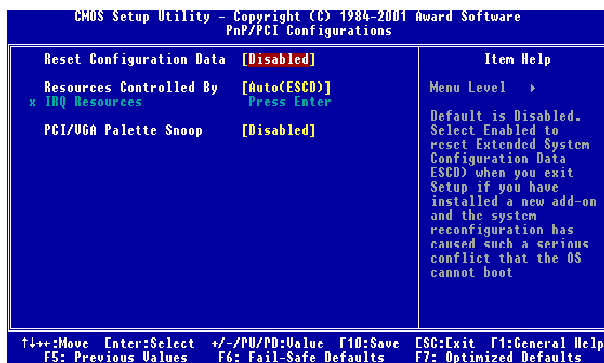 CMOS Setup Utility - Copyright (C) 1984-2001 Award Software
PnP/PCI Configurations
Reset Configuration Data [Disabled]
Resources Controlled By [Auto(ESCD)]
x IRQ Resources Press Enter
PCI/VGA Palette Snoop [Disabled]
Item Help
Menu Level ▸
Default is Disabled.
Select Enabled to
reset Extended System
Configuration Data
ESCD) when you exit
Setup if you have
installed a new add-on
and the system
reconfiguration has
caused such a serious
conflict that the OS
cannot boot
↑↓→←:Move Enter:Select +/-/PU/PD:Value F10:Save ESC:Exit F1:General Help
F5: Previous Values F6: Fail-Safe Defaults F7: Optimized Defaults